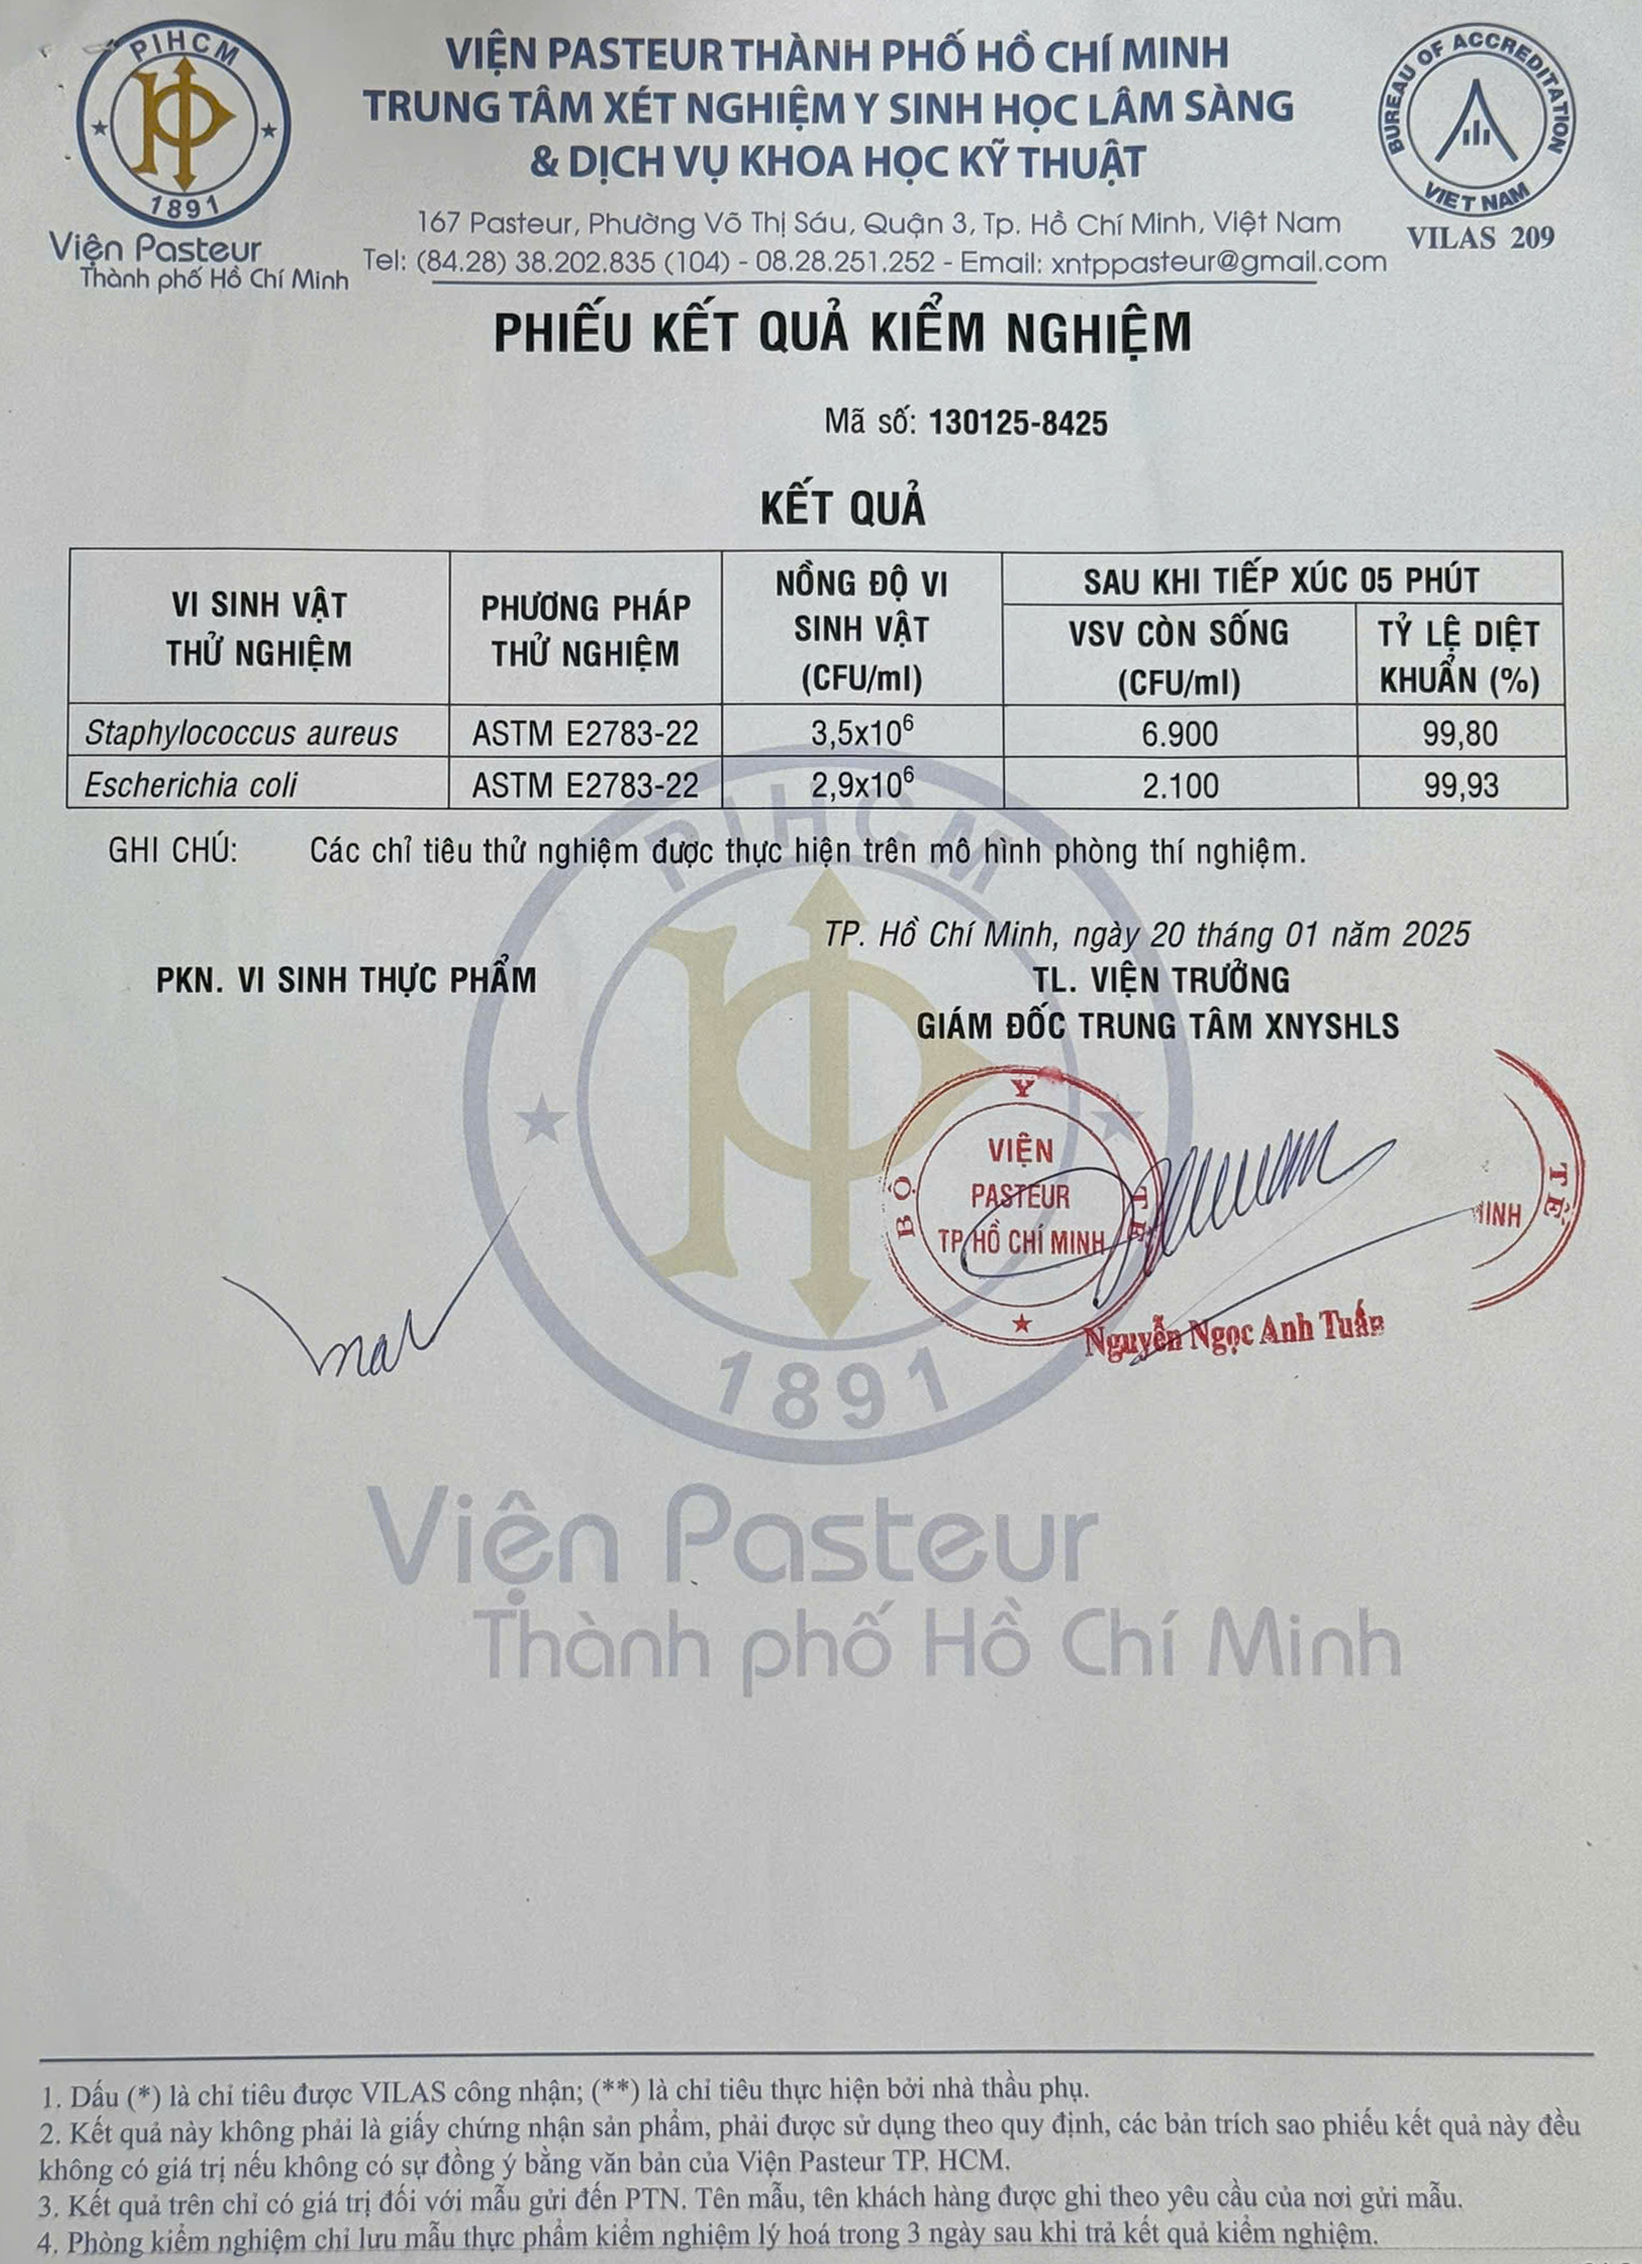 PIHCM
1891
Viện Pasteur
Thành phố Hồ Chí Minh
VIỆN PASTEUR THÀNH PHỐ HỒ CHÍ MINH
TRUNG TÂM XÉT NGHIỆM Y SINH HỌC LÂM SÀNG
& DỊCH VỤ KHOA HỌC KỸ THUẬT
167 Pasteur, Phường Võ Thị Sáu, Quận 3, Tp. Hồ Chí Minh, Việt Nam
Tel: (84.28) 38.202.835 (104) - 08.28.251.252 - Email: xntppasteur@gmail.com
BUREAU OF ACCREDITATION
VIET NAM
VILAS 209
PHIẾU KẾT QUẢ KIỂM NGHIỆM
Mã số: 130125-8425
KẾT QUẢ
VI SINH VẬT
THỬ NGHIỆM
PHƯƠNG PHÁP
THỬ NGHIỆM
NỒNG ĐỘ VI
SINH VẬT
(CFU/ml)
SAU KHI TIẾP XÚC 05 PHÚT
VSV CÒN SỐNG
(CFU/ml)
TỶ LỆ DIỆT
KHUẨN (%)
Staphylococcus aureus ASTM E2783-22 3,5x10⁶ 6.900 99,80
Escherichia coli ASTM E2783-22 2,9x10⁶ 2.100 99,93
GHI CHÚ: Các chỉ tiêu thử nghiệm được thực hiện trên mô hình phòng thí nghiệm.
TP. Hồ Chí Minh, ngày 20 tháng 01 năm 2025
PKN. VI SINH THỰC PHẨM
TL. VIỆN TRƯỞNG
GIÁM ĐỐC TRUNG TÂM XNYSHLS
BỘ Y TẾ
VIỆN
PASTEUR
TP HỒ CHÍ MINH
TẾ
MINH
Nguyễn Ngọc Anh Tuấn
PIHCM
1891
Viện Pasteur
Thành phố Hồ Chí Minh
1. Dấu (*) là chỉ tiêu được VILAS công nhận; (**) là chỉ tiêu thực hiện bởi nhà thầu phụ.
2. Kết quả này không phải là giấy chứng nhận sản phẩm, phải được sử dụng theo quy định, các bản trích sao phiếu kết quả này đều
không có giá trị nếu không có sự đồng ý bằng văn bản của Viện Pasteur TP. HCM.
3. Kết quả trên chỉ có giá trị đối với mẫu gửi đến PTN. Tên mẫu, tên khách hàng được ghi theo yêu cầu của nơi gửi mẫu.
4. Phòng kiểm nghiệm chỉ lưu mẫu thực phẩm kiểm nghiệm lý hoá trong 3 ngày sau khi trả kết quả kiểm nghiệm.